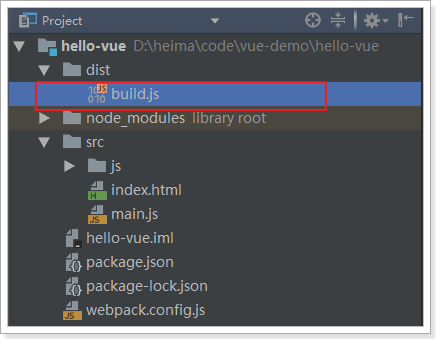 Project
hello-vue D:\heima\code\vue-demo\hello-vue
dist
build.js
node_modules library root
src
js
index.html
main.js
hello-vue.iml
package.json
package-lock.json
webpack.config.js